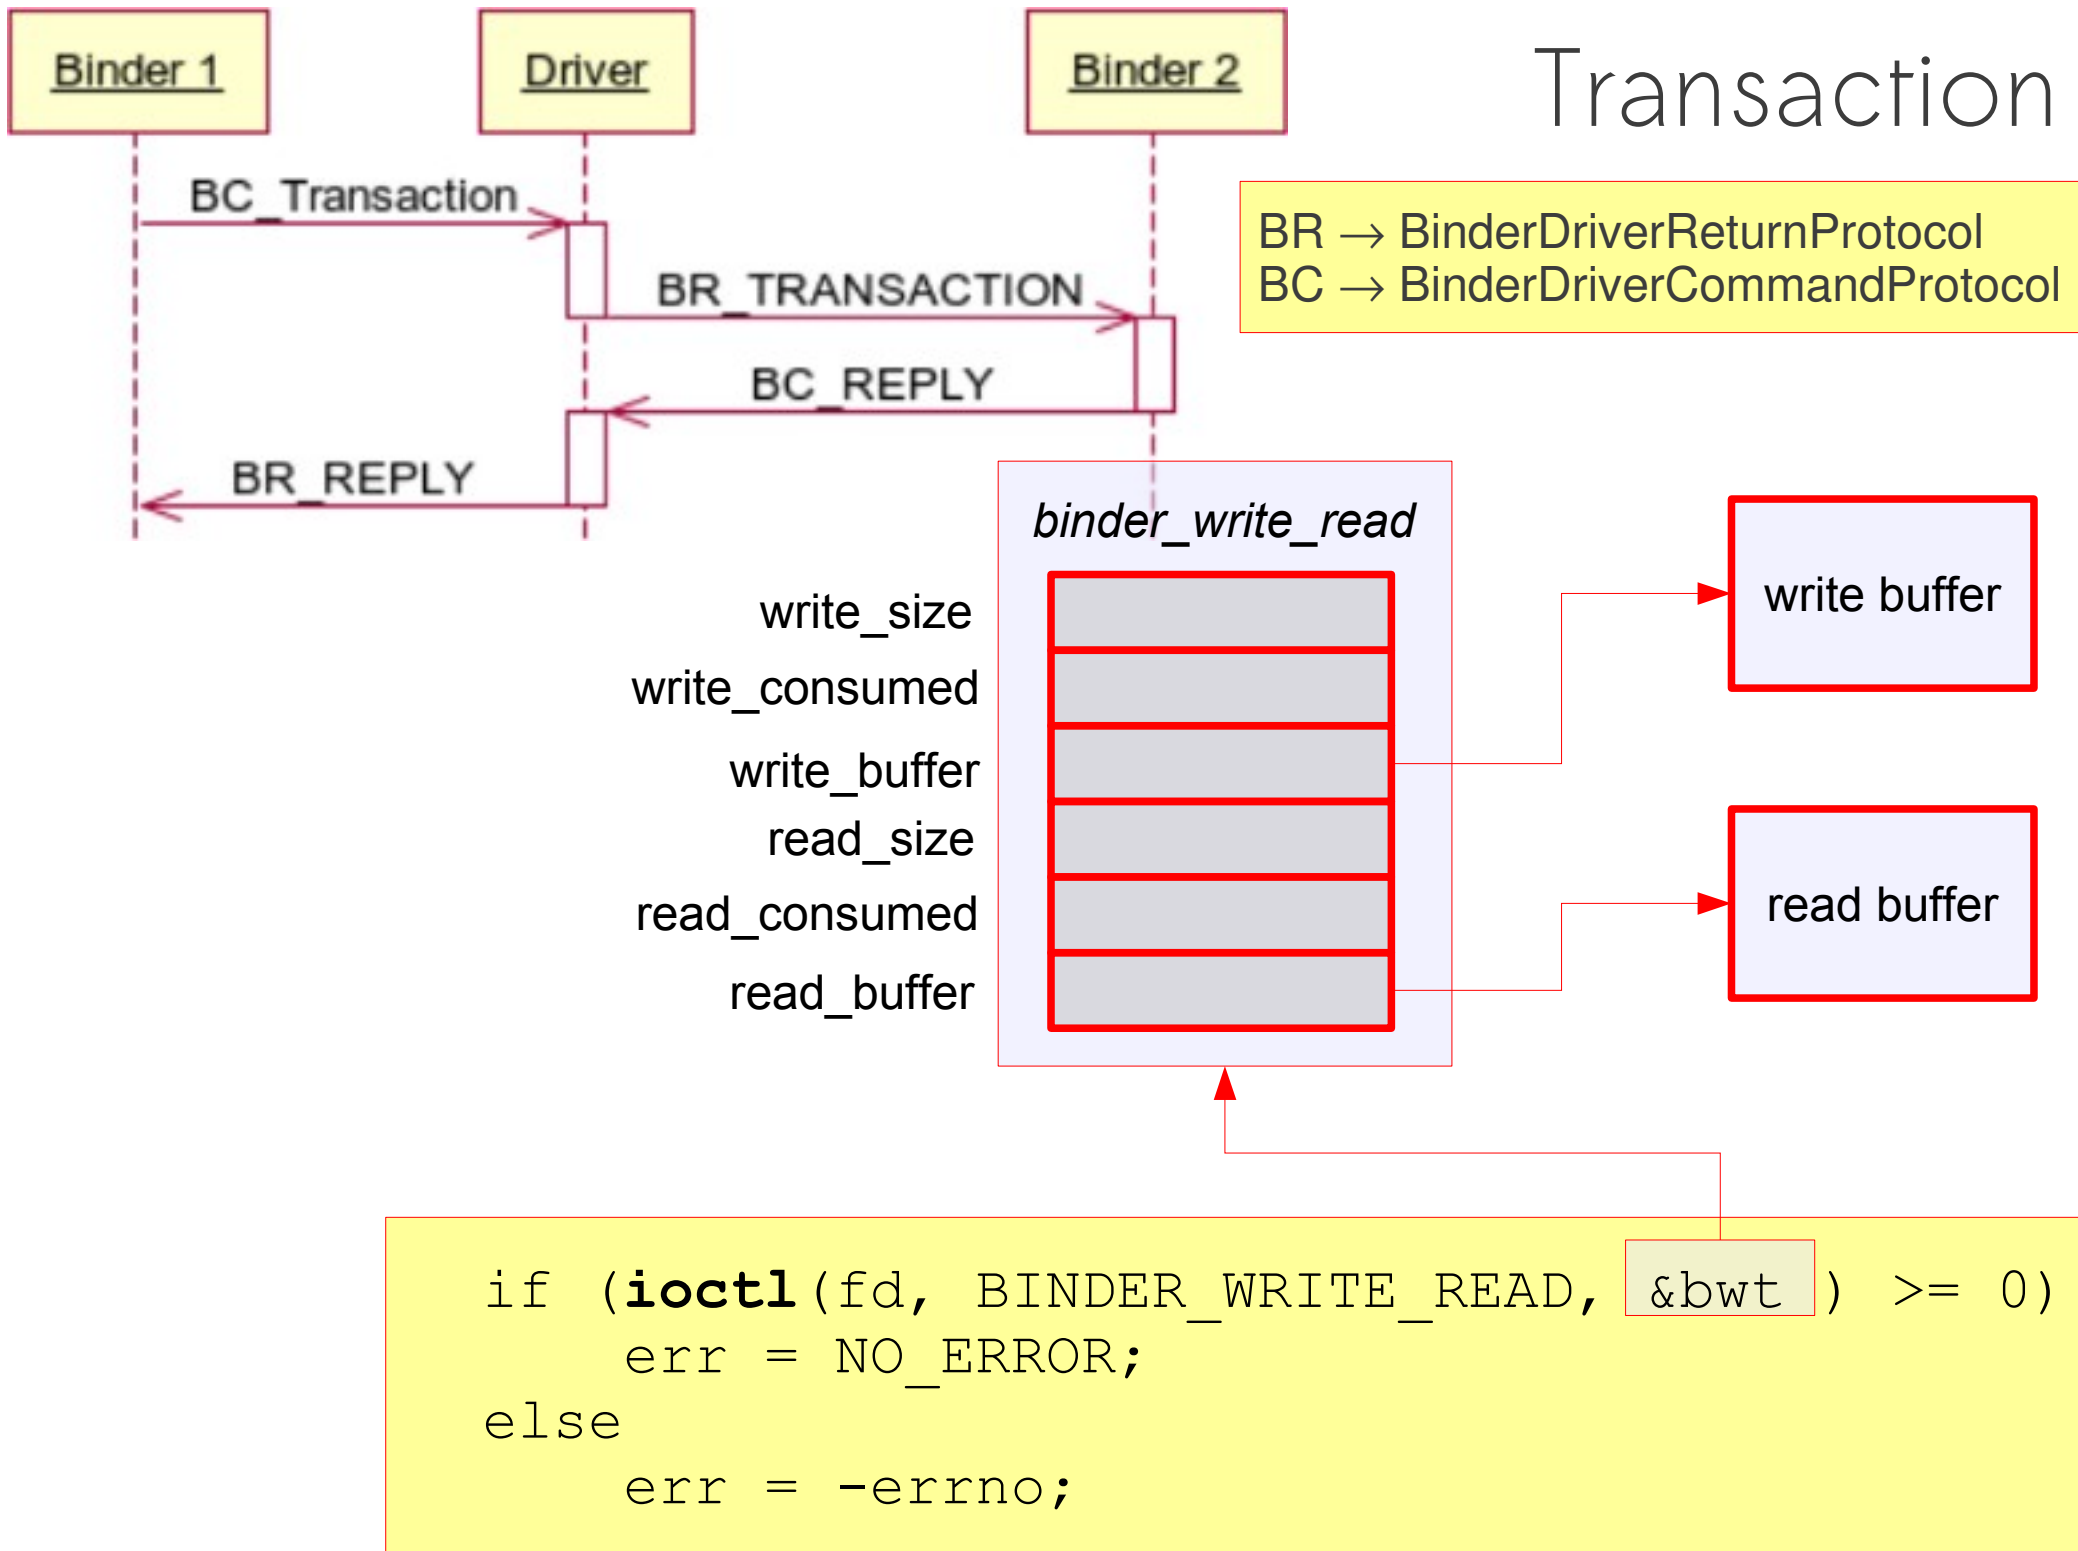 Transaction
Binder 1
Driver
Binder 2
BC_Transaction
BR_TRANSACTION
BC_REPLY
BR_REPLY
BR → BinderDriverReturnProtocol
BC → BinderDriverCommandProtocol
binder_write_read
write_size
write_consumed
write_buffer
read_size
read_consumed
read_buffer
write buffer
read buffer
if (ioctl(fd, BINDER_WRITE_READ, &bwt ) >= 0)
err = NO_ERROR;
else
err = -errno;